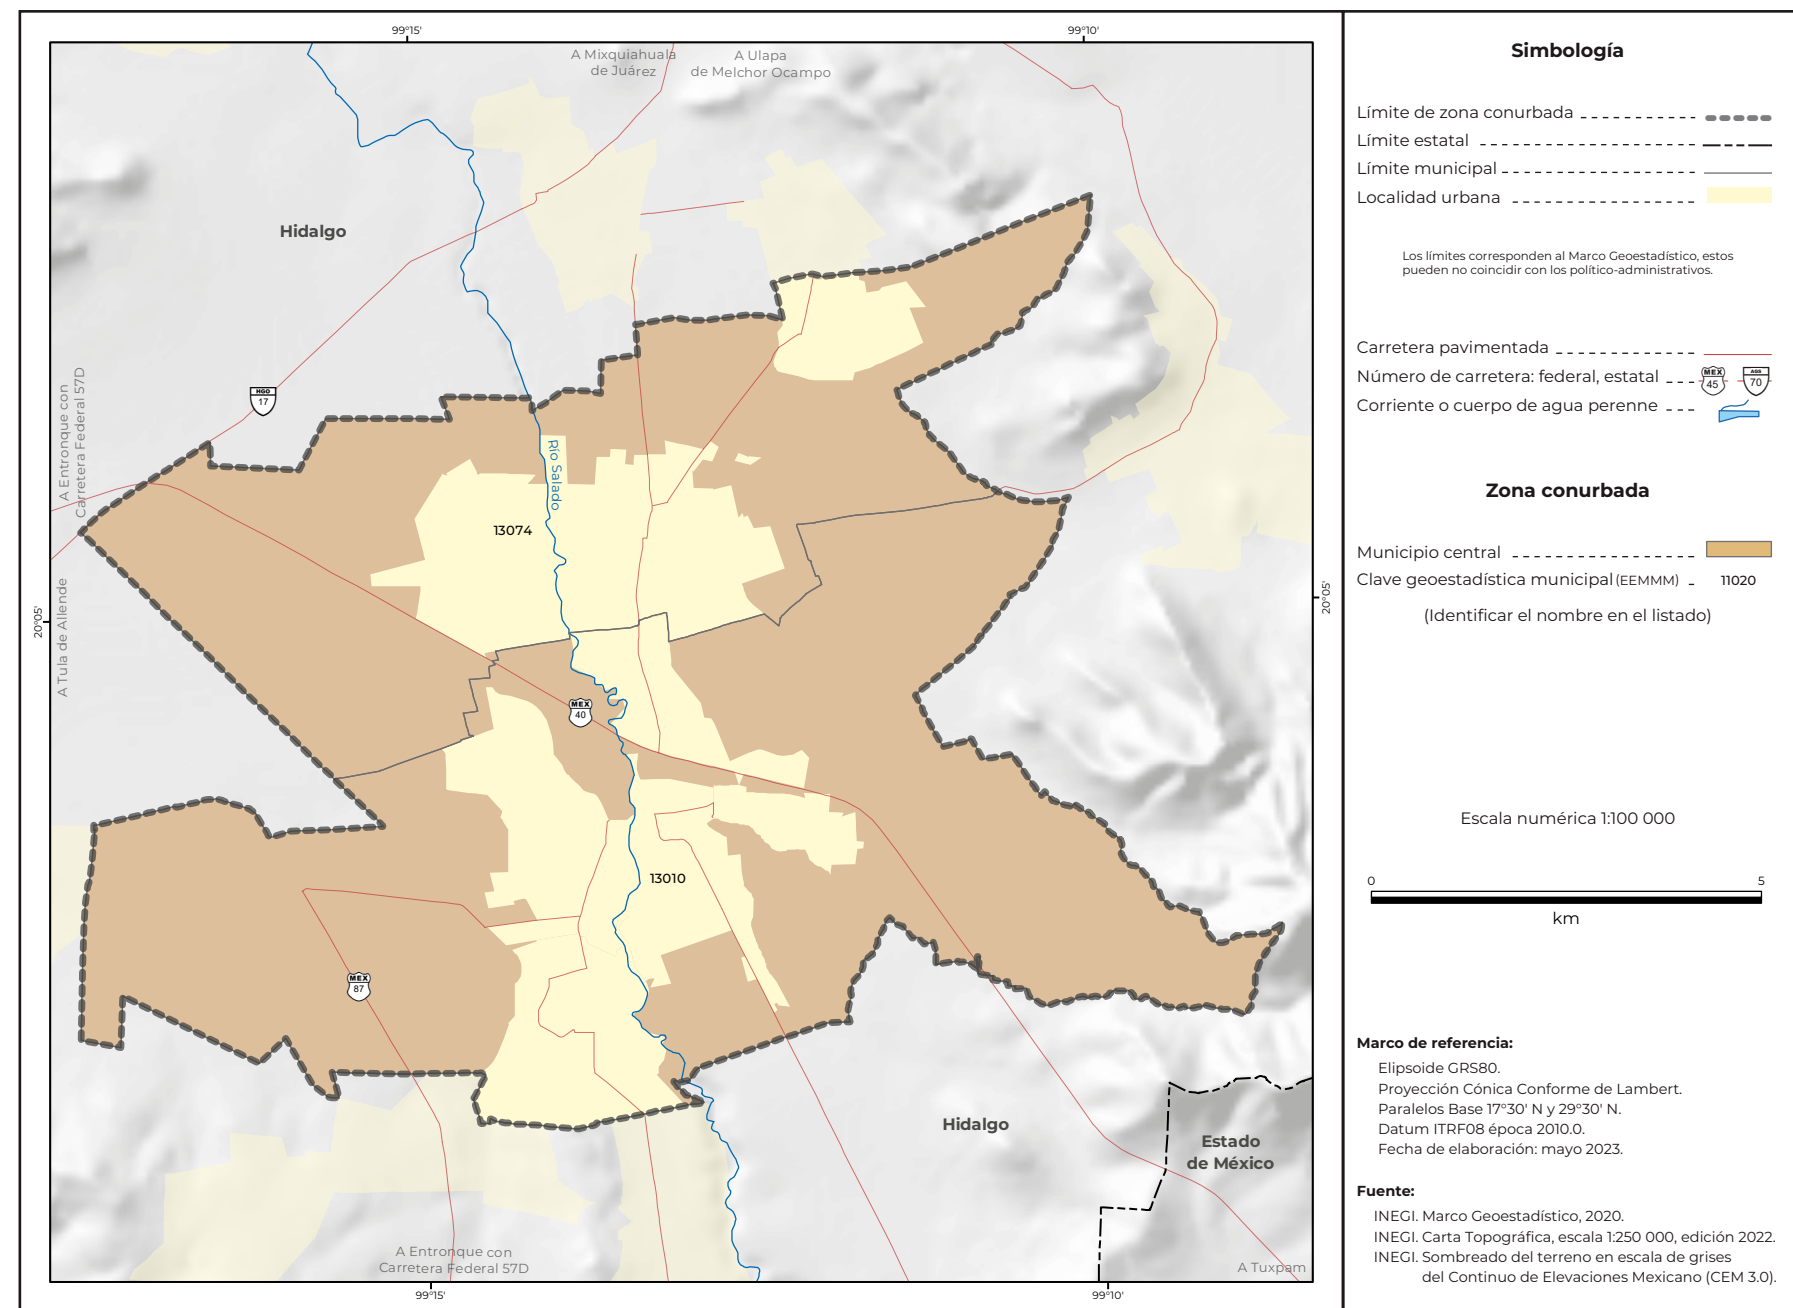 99°15'
99°10'
A Mixquiahuala
de Juárez
A Ulapa
de Melchor Ocampo
Hidalgo
A Entronque con
Carretera Federal 57D
HGO
17
Río Salado
13074
20°05'
20°05'
A Tula de Allende
MEX
40
13010
MEX
87
Hidalgo
Estado
de México
A Entronque con
Carretera Federal 57D
A Tuxpam
99°15'
99°10'
Simbología
Límite de zona conurbada
Límite estatal
Límite municipal
Localidad urbana
Los límites corresponden al Marco Geoestadístico, estos
pueden no coincidir con los político-administrativos.
Carretera pavimentada
Número de carretera: federal, estatal
MEX
45
AGS
70
Corriente o cuerpo de agua perenne
Zona conurbada
Municipio central
Clave geoestadística municipal (EEMMM) 11020
(Identificar el nombre en el listado)
Escala numérica 1:100 000
0 5
km
Marco de referencia:
Elipsoide GRS80.
Proyección Cónica Conforme de Lambert.
Paralelos Base 17°30' N y 29°30' N.
Datum ITRF08 época 2010.0.
Fecha de elaboración: mayo 2023.
Fuente:
INEGI. Marco Geoestadístico, 2020.
INEGI. Carta Topográfica, escala 1:250 000, edición 2022.
INEGI. Sombreado del terreno en escala de grises
del Continuo de Elevaciones Mexicano (CEM 3.0).